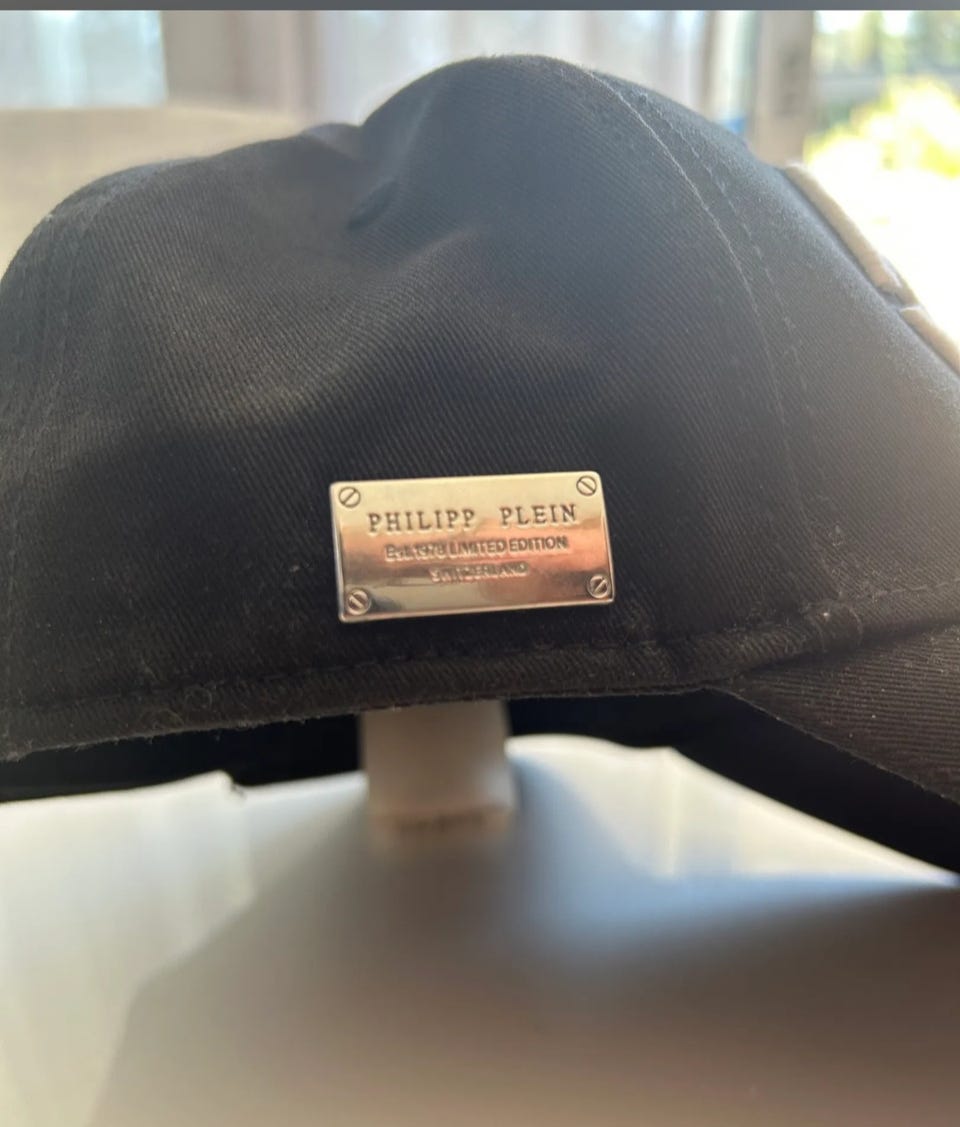 PHILIPP PLEIN
Est. 1978 LIMITED EDITION
SWITZERLAND